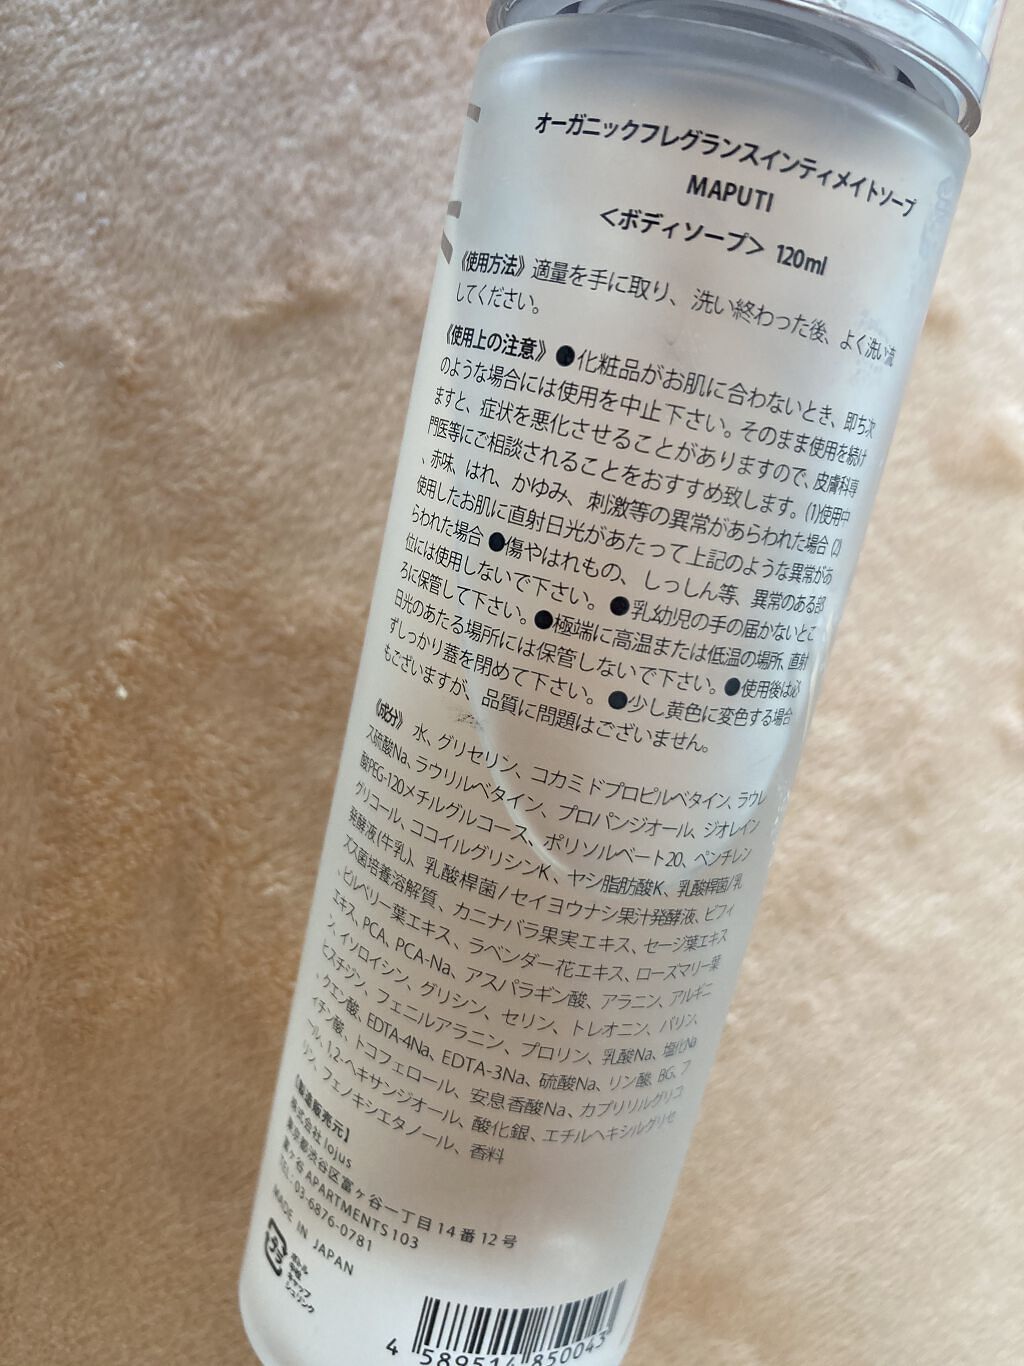 オーガニックフレグランスインティメイトソープ
MAPUTI
＜ボディソープ＞ 120ml
《使用方法》適量を手に取り、洗い終わった後、よく洗い流
してください。
《使用上の注意》●化粧品がお肌に合わないとき、即ち次
のような場合には使用を中止下さい。そのまま使用を続け
ますと、症状を悪化させることがありますので、皮膚科専
門医等にご相談されることをおすすめ致します。(1)使用中
、赤味、はれ、かゆみ、刺激等の異常があらわれた場合 (2)
使用したお肌に直射日光があたって上記のような異常があ
らわれた場合 ●傷やはれもの、しっしん等、異常のある部
位には使用しないで下さい。 ●乳幼児の手の届かないとこ
ろに保管して下さい。●極端に高温または低温の場所、直射
日光のあたる場所には保管しないで下さい。●使用後は必
ずしっかり蓋を閉めて下さい。 ●少し黄色に変色する場合
もございますが、品質に問題はございません。
《成分》 水、グリセリン、コカミドプロピルベタイン、ラウレ
ス硫酸Na、ラウリルベタイン、プロパンジオール、ジオレイン
酸PEG-120メチルグルコース、ポリソルベート20、ペンチレン
グリコール、ココイルグリシンK、ヤシ脂肪酸K、乳酸桿菌/乳
発酵液(牛乳)、乳酸桿菌/セイヨウナシ果汁発酵液、ビフィ
ズス菌培養溶解質、カニナバラ果実エキス、セージ葉エキス
、ビルベリー葉エキス、ラベンダー花エキス、ローズマリー葉
エキス、PCA、PCA-Na、アスパラギン酸、アラニン、アルギニ
ン、イソロイシン、グリシン、セリン、トレオニン、バリン、
ヒスチジン、フェニルアラニン、プロリン、乳酸Na、塩化Na
、クエン酸、EDTA-4Na、EDTA-3Na、硫酸Na、リン酸、BG、フ
ィチン酸、トコフェロール、安息香酸Na、カプリリルグリコ
ール、1,2-ヘキサンジオール、酸化銀、エチルヘキシルグリセ
リン、フェノキシエタノール、香料
【製造販売元】
株式会社 lojus
東京都渋谷区富ヶ谷一丁目14番12号
富ヶ谷 APARTMENTS 103
TEL：03-6876-0781
MADE IN JAPAN
プラ
ボトル
中栓
キャップ
シュリンク
4 589514 850043